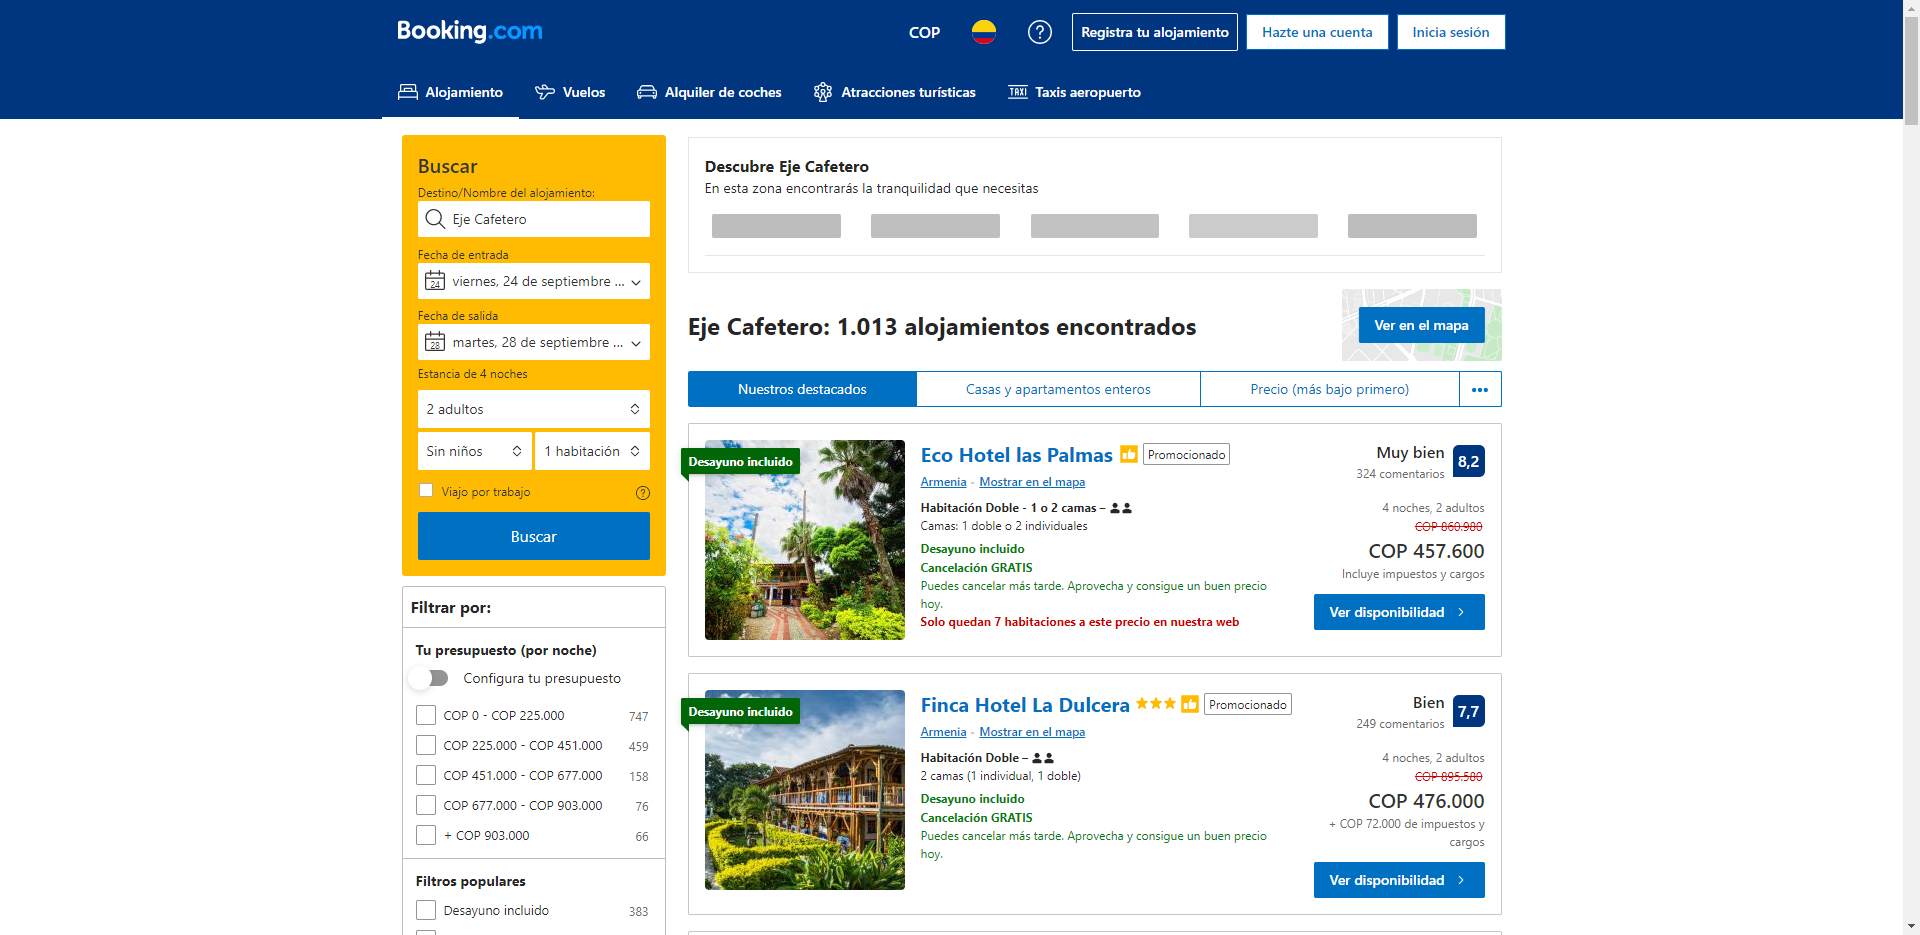 Booking.com
COP
Registra tu alojamiento
Hazte una cuenta
Inicia sesión
Alojamiento
Vuelos
Alquiler de coches
Atracciones turísticas
TAXI
Taxis aeropuerto
Buscar
Destino/Nombre del alojamiento:
Eje Cafetero
Fecha de entrada
24
viernes, 24 de septiembre ...
Fecha de salida
28
martes, 28 de septiembre ...
Estancia de 4 noches
2 adultos
Sin niños
1 habitación
Viajo por trabajo
Buscar
Filtrar por:
Tu presupuesto (por noche)
Configura tu presupuesto
COP 0 - COP 225.000 747
COP 225.000 - COP 451.000 459
COP 451.000 - COP 677.000 158
COP 677.000 - COP 903.000 76
+ COP 903.000 66
Filtros populares
Desayuno incluido 383
Descubre Eje Cafetero
En esta zona encontrarás la tranquilidad que necesitas
Eje Cafetero: 1.013 alojamientos encontrados
Ver en el mapa
Nuestros destacados
Casas y apartamentos enteros
Precio (más bajo primero)
Desayuno incluido
Eco Hotel las Palmas
Promocionado
Armenia - Mostrar en el mapa
Habitación Doble - 1 o 2 camas –
Camas: 1 doble o 2 individuales
Desayuno incluido
Cancelación GRATIS
Puedes cancelar más tarde. Aprovecha y consigue un buen precio
hoy.
Solo quedan 7 habitaciones a este precio en nuestra web
Muy bien
324 comentarios
8,2
4 noches, 2 adultos
COP 860.980
COP 457.600
Incluye impuestos y cargos
Ver disponibilidad
Desayuno incluido
Finca Hotel La Dulcera
Promocionado
Armenia - Mostrar en el mapa
Habitación Doble –
2 camas (1 individual, 1 doble)
Desayuno incluido
Cancelación GRATIS
Puedes cancelar más tarde. Aprovecha y consigue un buen precio
hoy.
Bien
249 comentarios
7,7
4 noches, 2 adultos
COP 895.580
COP 476.000
+ COP 72.000 de impuestos y
cargos
Ver disponibilidad